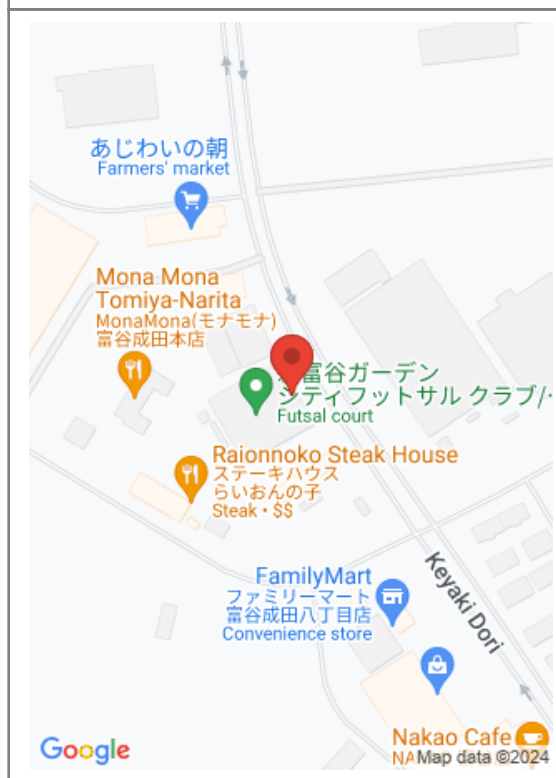 あじわいの朝
Farmers' market
Mona Mona
Tomiya-Narita
MonaMona(モナモナ)
富谷成田本店
富谷ガーデン
シティフットサル クラブ/
Futsal court
Raionnoko Steak House
ステーキハウス
らいおんの子
Steak • $$
FamilyMart
ファミリーマート
富谷成田八丁目店
Convenience store
Keyaki Dori
Nakao Cafe
NA
Google
Map data ©2024